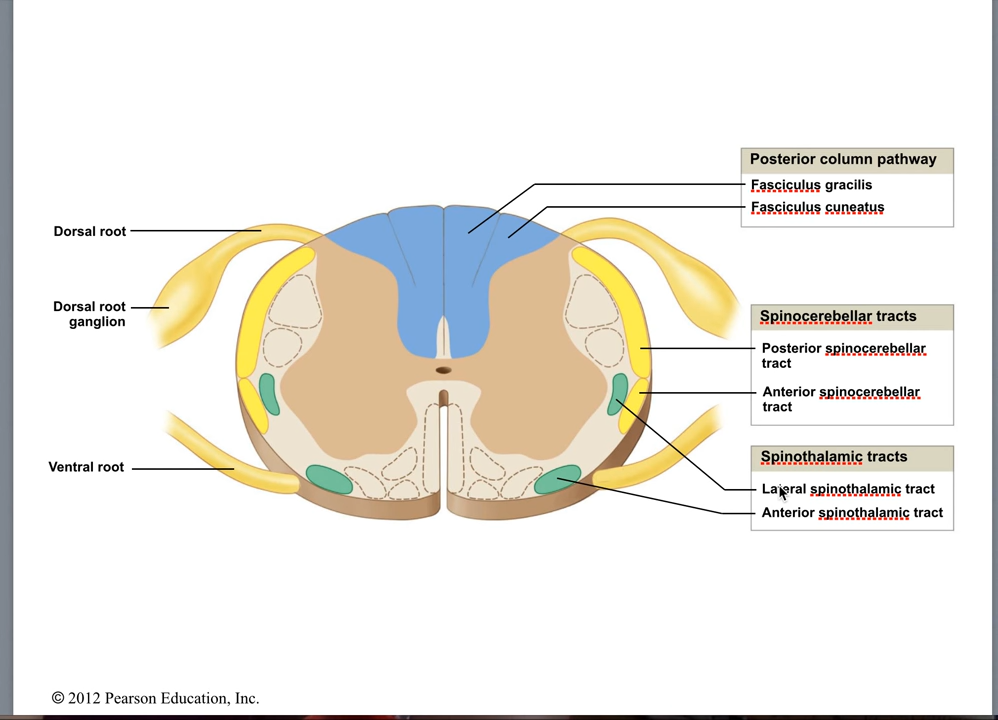 Posterior column pathway
Fasciculus gracilis
Fasciculus cuneatus
Dorsal root
Dorsal root
ganglion
Spinocerebellar tracts
Posterior spinocerebellar
tract
Anterior spinocerebellar
tract
Spinothalamic tracts
Ventral root
Lateral spinothalamic tract
Anterior spinothalamic tract
© 2012 Pearson Education, Inc.